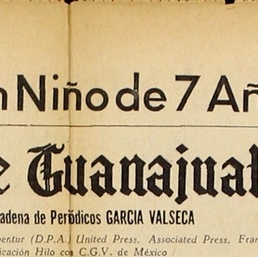 n Niño de 7 Añ
e Guanajuat
adena de Periódicos GARCIA VALSECA
entur (D.P.A.) United Press. Associated Press. Fran
icación Hilo con C.G.V. de México